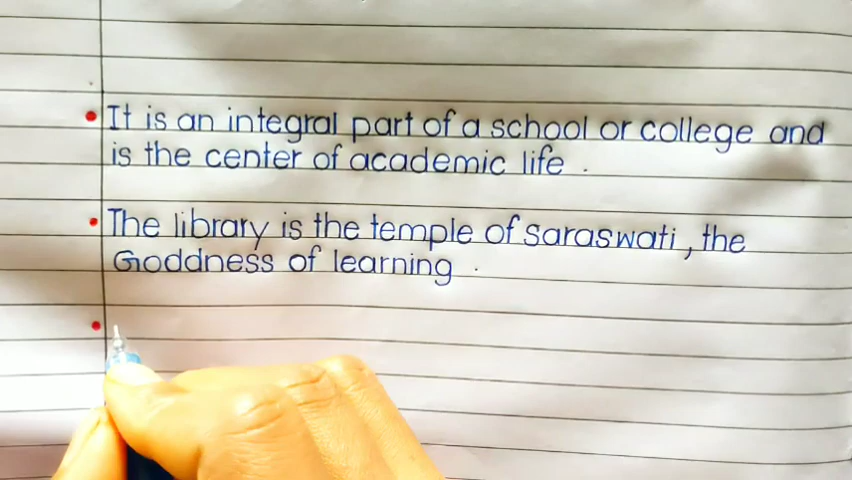 It is an integral part of a school or college and
is the center of academic life .
The library is the temple of saraswati, the
Goddness of learning .